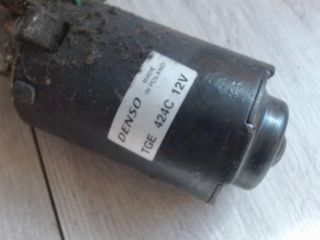 DENSO
MADE
IN POLAND
TGE 424C 12V